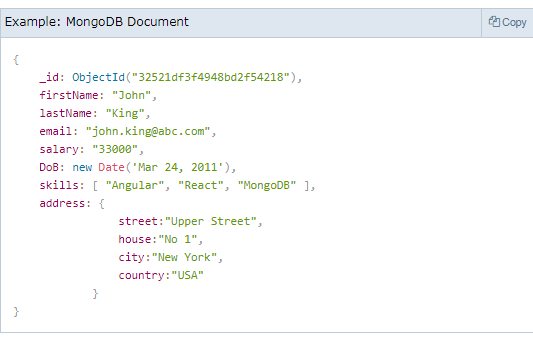 Example: MongoDB Document
Copy
{
    _id: ObjectId("32521df3f4948bd2f54218"),
    firstName: "John",
    lastName: "King",
    email: "john.king@abc.com",
    salary: "33000",
    DoB: new Date('Mar 24, 2011'),
    skills: [ "Angular", "React", "MongoDB" ],
    address: {
                street:"Upper Street",
                house:"No 1",
                city:"New York",
                country:"USA"
            }
}